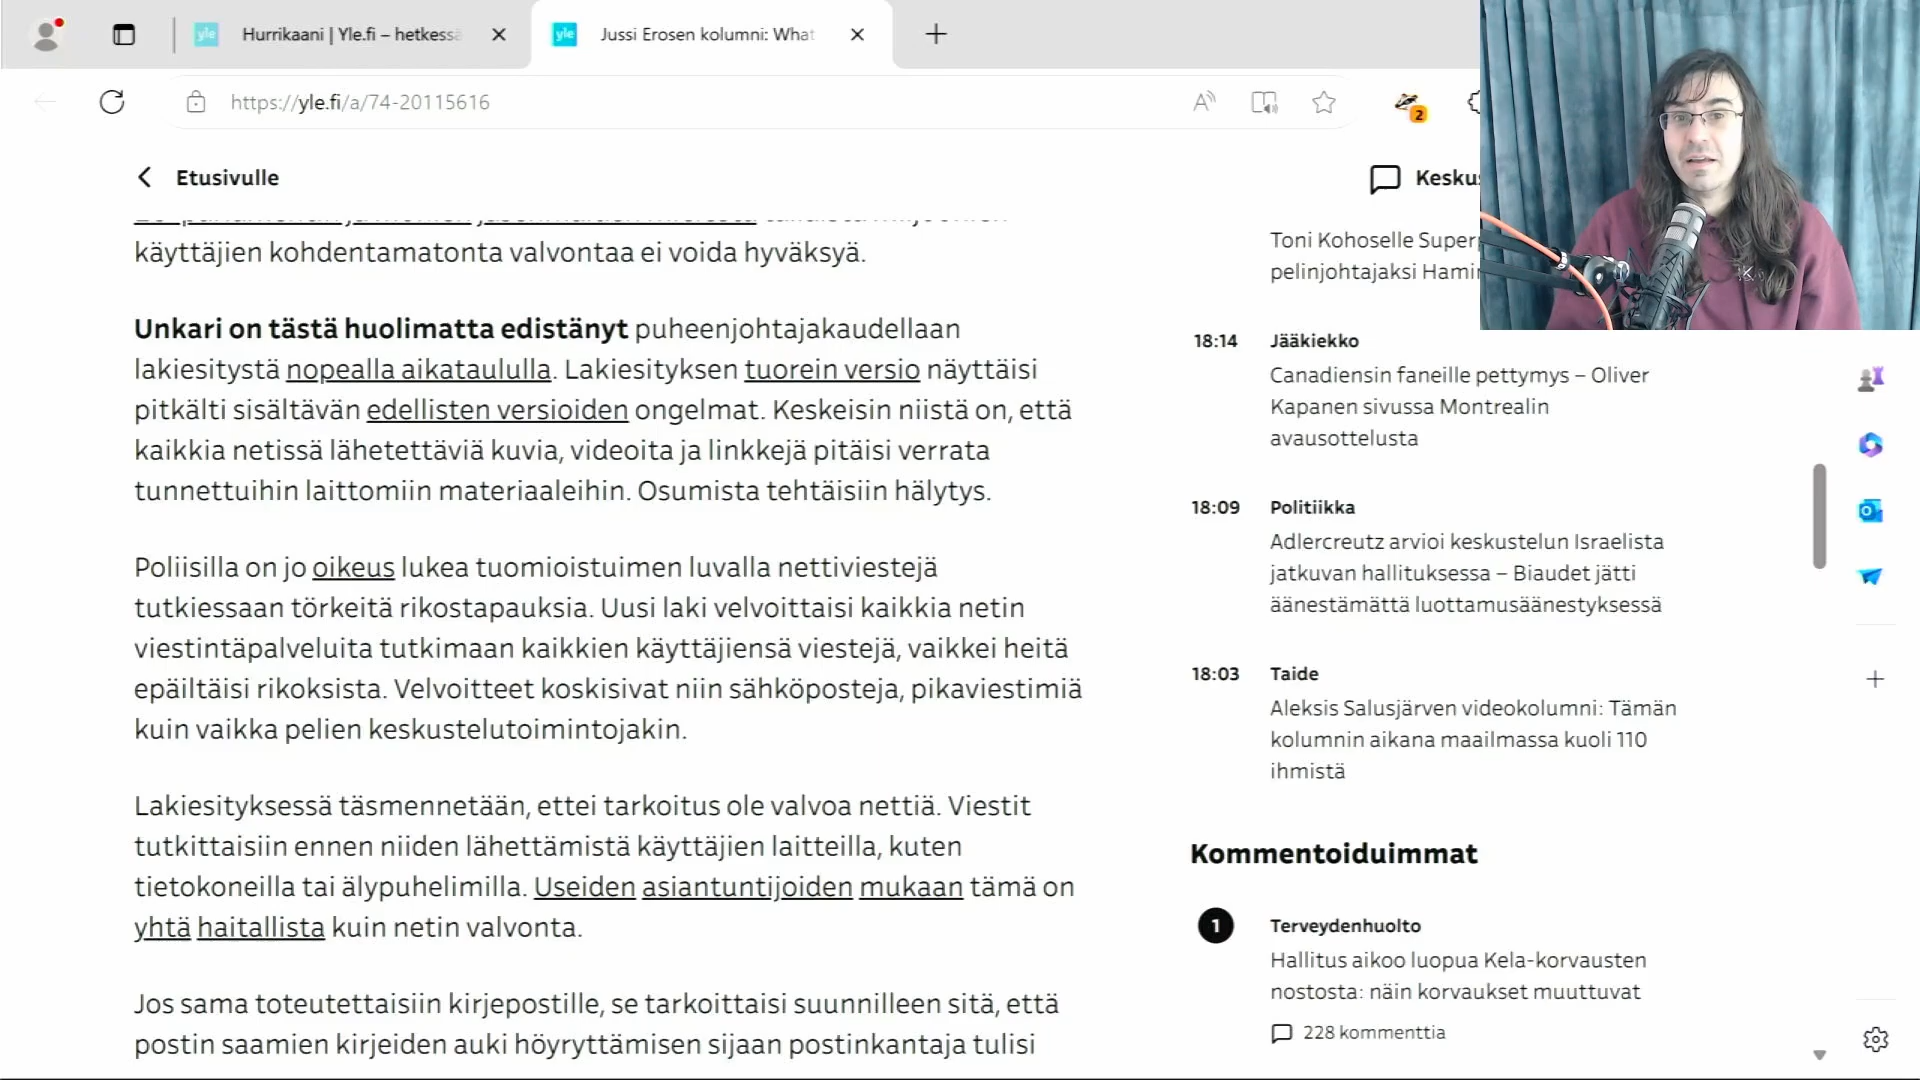 Hurrikaani | Yle.fi – hetkessä
Jussi Erosen kolumni: What
https://yle.fi/a/74-20115616
2
Etusivulle
Keskus
käyttäjien kohdentamatonta valvontaa ei voida hyväksyä.
Unkari on tästä huolimatta edistänyt puheenjohtajakaudellaan
lakiesitystä nopealla aikataululla. Lakiesityksen tuorein versio näyttäisi
pitkälti sisältävän edellisten versioiden ongelmat. Keskeisin niistä on, että
kaikkia netissä lähetettäviä kuvia, videoita ja linkkejä pitäisi verrata
tunnettuihin laittomiin materiaaleihin. Osumista tehtäisiin hälytys.
Poliisilla on jo oikeus lukea tuomioistuimen luvalla nettiviestejä
tutkiessaan törkeitä rikostapauksia. Uusi laki velvoittaisi kaikkia netin
viestintäpalveluita tutkimaan kaikkien käyttäjiensä viestejä, vaikkei heitä
epäiltäisi rikoksista. Velvoitteet koskisivat niin sähköposteja, pikaviestimiä
kuin vaikka pelien keskustelutoimintojakin.
Lakiesityksessä täsmennetään, ettei tarkoitus ole valvoa nettiä. Viestit
tutkittaisiin ennen niiden lähettämistä käyttäjien laitteilla, kuten
tietokoneilla tai älypuhelimilla. Useiden asiantuntijoiden mukaan tämä on
yhtä haitallista kuin netin valvonta.
Jos sama toteutettaisiin kirjepostille, se tarkoittaisi suunnilleen sitä, että
postin saamien kirjeiden auki höyryttämisen sijaan postinkantaja tulisi
Toni Kohoselle Super
pelinjohtajaksi Hami
18:14 Jääkiekko
Canadiensin faneille pettymys – Oliver
Kapanen sivussa Montrealin
avausottelusta
18:09 Politiikka
Adlercreutz arvioi keskustelun Israelista
jatkuvan hallituksessa – Biaudet jätti
äänestämättä luottamusäänestyksessä
18:03 Taide
Aleksis Salusjärven videokolumni: Tämän
kolumnin aikana maailmassa kuoli 110
ihmistä
Kommentoiduimmat
1 Terveydenhuolto
Hallitus aikoo luopua Kela-korvausten
nostosta: näin korvaukset muuttuvat
228 kommenttia